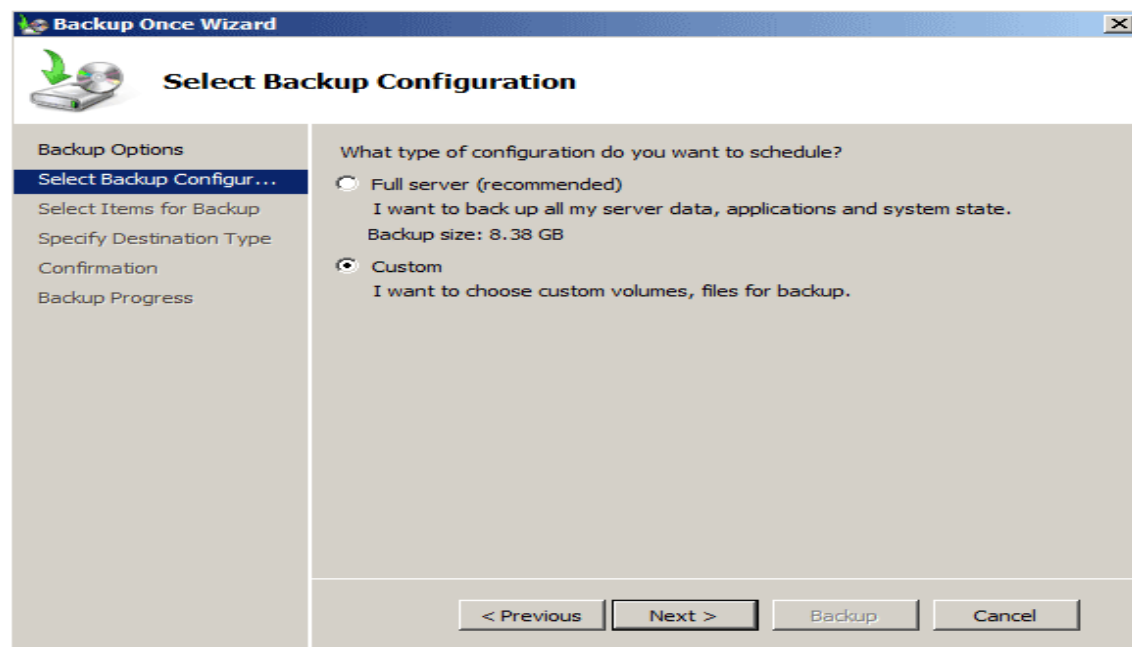 Backup Once Wizard
Select Backup Configuration
Backup Options
Select Backup Configur...
Select Items for Backup
Specify Destination Type
Confirmation
Backup Progress
What type of configuration do you want to schedule?
Full server (recommended)
I want to back up all my server data, applications and system state.
Backup size: 8.38 GB
Custom
I want to choose custom volumes, files for backup.
< Previous
Next >
Backup
Cancel